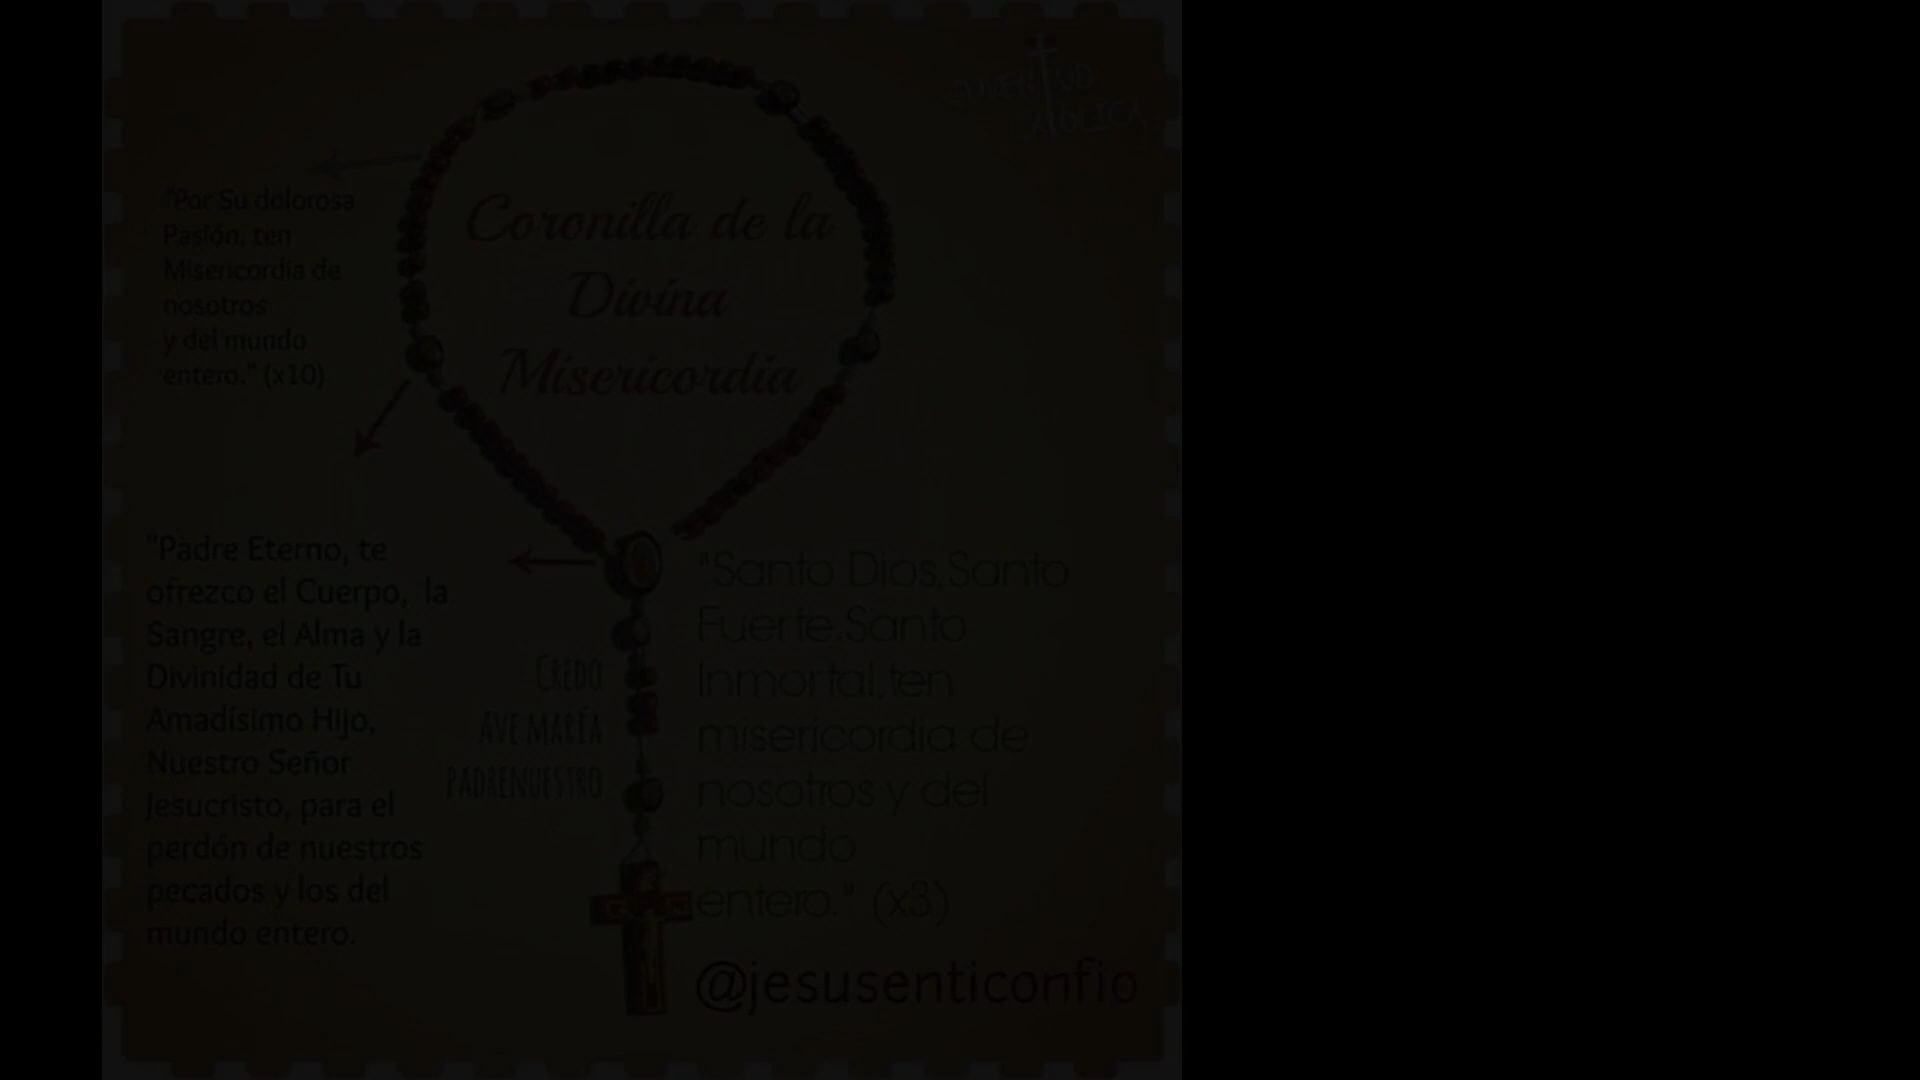 JUVENTUD
CATÓLICA
"Por Su dolorosa
Pasión, ten
Misericordia de
nosotros
y del mundo
entero." (x10)
Coronilla de la
Divina
Misericordia
"Padre Eterno, te
ofrezco el Cuerpo, la
Sangre, el Alma y la
Divinidad de Tu
Amadísimo Hijo,
Nuestro Señor
Jesucristo, para el
perdón de nuestros
pecados y los del
mundo entero.
CREDO
AVE MARÍA
PADRENUESTRO
"Santo Dios,Santo
Fuerte,Santo
Inmortal,ten
misericordia de
nosotros y del
mundo
entero." (x3)
@jesusenticonfio